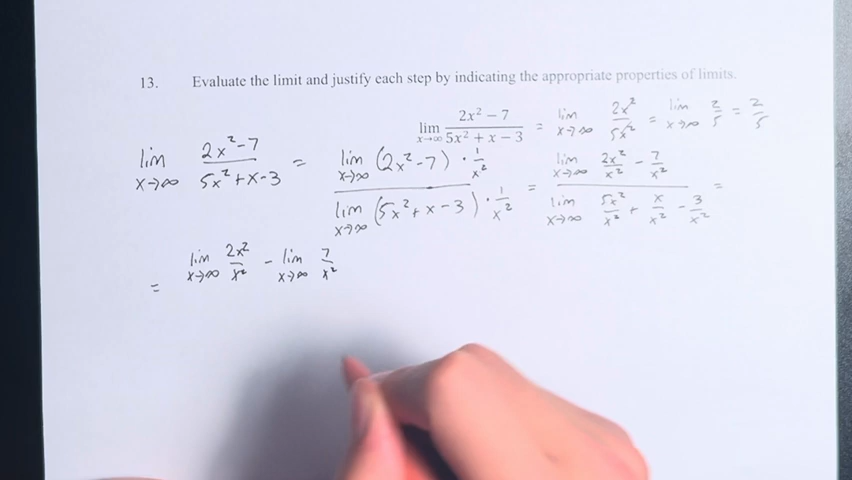 13. Evaluate the limit and justify each step by indicating the appropriate properties of limits.
lim x→∞ (2x² − 7)/(5x² + x − 3) = lim x→∞ 2x²/5x² = lim x→∞ 2/5 = 2/5
lim x→∞ (2x² − 7)/(5x² + x − 3) = lim x→∞ (2x² − 7) · 1/x² / lim x→∞ (5x² + x − 3) · 1/x² = lim x→∞ 2x²/x² − 7/x² / lim x→∞ 5x²/x² + x/x² − 3/x² =
= lim x→∞ 2x²/x² − lim x→∞ 7/x²